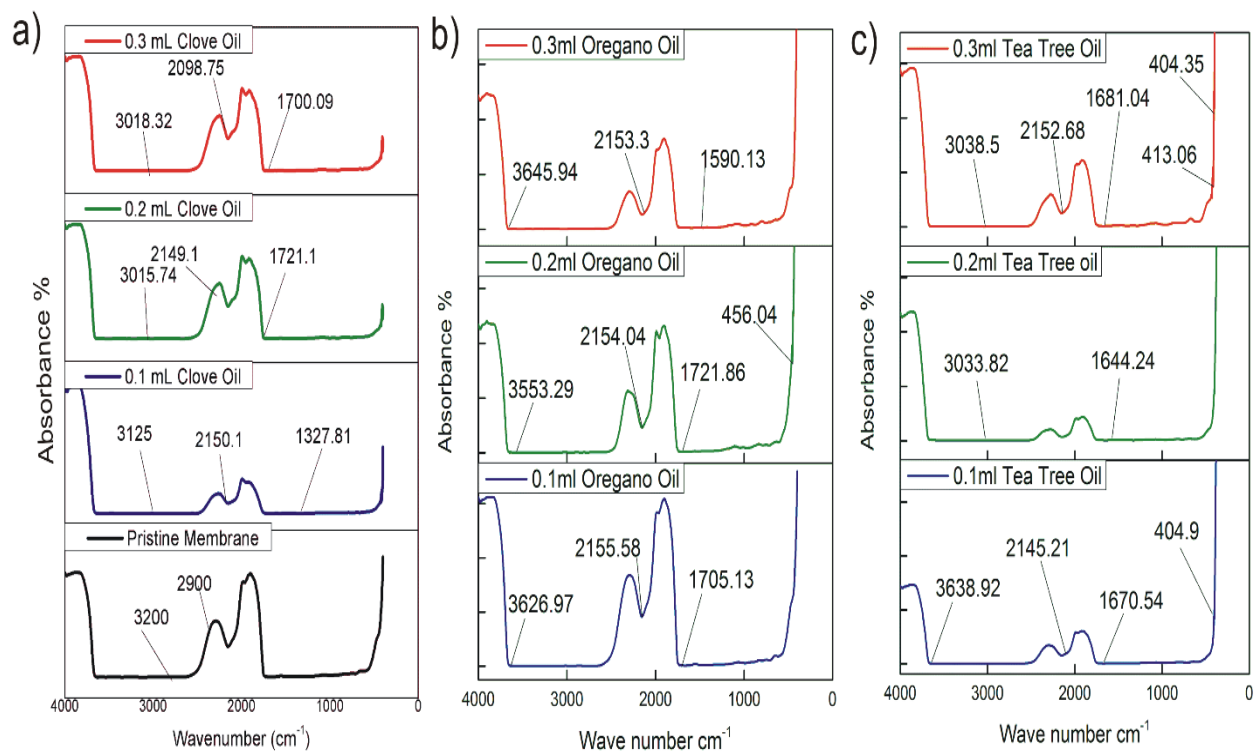 a)
Absorbance %
0.3 mL Clove Oil
2098.75
1700.09
3018.32
0.2 mL Clove Oil
2149.1
1721.1
3015.74
0.1 mL Clove Oil
3125
2150.1
1327.81
Pristine Membrane
2900
3200
4000 3000 2000 1000 0
Wavenumber (cm-1)
b)
Absorbance %
0.3ml Oregano Oil
2153.3
1590.13
3645.94
0.2ml Oregano Oil
456.04
2154.04
1721.86
3553.29
0.1ml Oregano Oil
2155.58
1705.13
3626.97
4000 3000 2000 1000 0
Wave number cm-1
c)
Absorbance %
0.3ml Tea Tree Oil
404.35
1681.04
2152.68
3038.5
413.06
0.2ml Tea Tree oil
3033.82
1644.24
0.1ml Tea Tree Oil
2145.21
404.9
3638.92
1670.54
4000 3000 2000 1000 0
Wave number cm-1